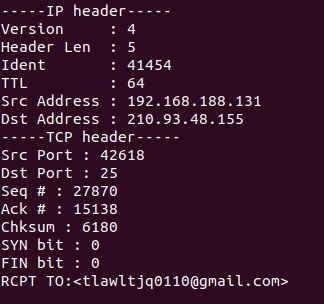 -----IP header-----
Version     : 4
Header Len  : 5
Ident       : 41454
TTL         : 64
Src Address : 192.168.188.131
Dst Address : 210.93.48.155
-----TCP header-----
Src Port : 42618
Dst Port : 25
Seq # : 27870
Ack # : 15138
Chksum : 6180
SYN bit : 0
FIN bit : 0
RCPT TO:<tlawltjq0110@gmail.com>